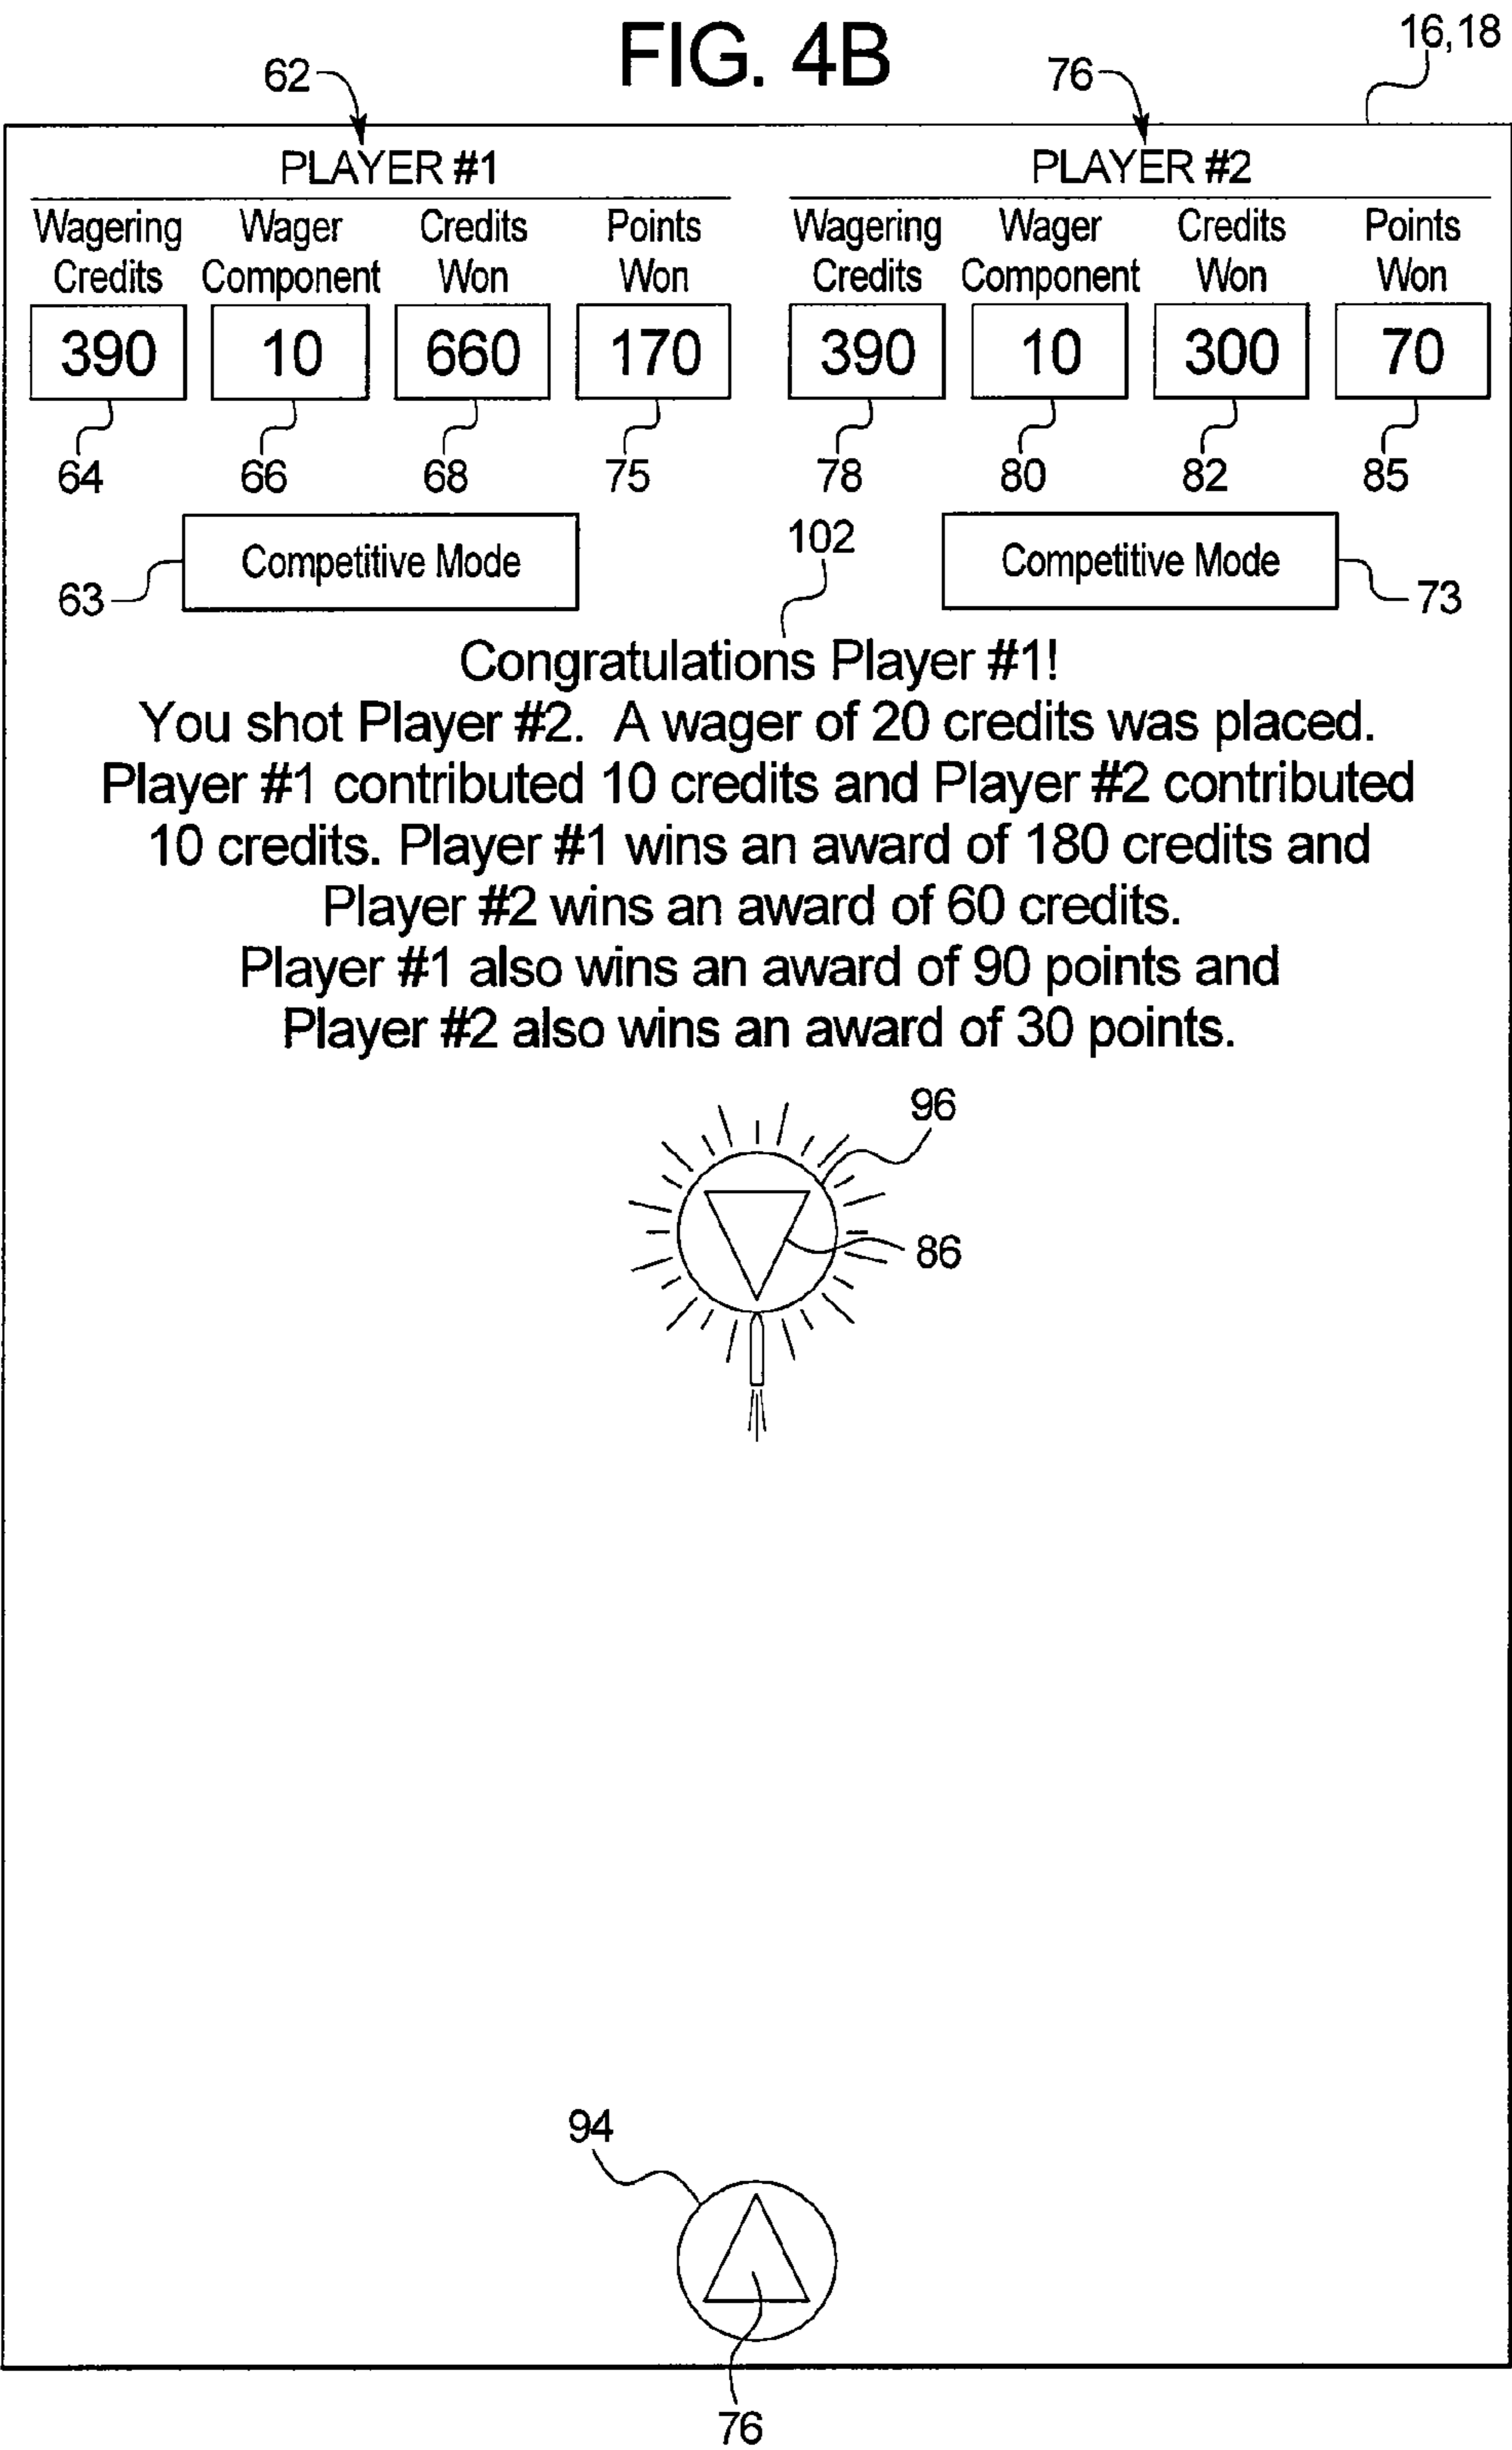 FIG. 4B
16,18
62
76
PLAYER #1
PLAYER #2
Wagering Credits
Wager Component
Credits Won
Points Won
Wagering Credits
Wager Component
Credits Won
Points Won
390 10 660 170 390 10 300 70
64 66 68 75 78 80 82 85
Competitive Mode
102
Competitive Mode
63
73
Congratulations Player #1!
You shot Player #2. A wager of 20 credits was placed.
Player #1 contributed 10 credits and Player #2 contributed
10 credits. Player #1 wins an award of 180 credits and
Player #2 wins an award of 60 credits.
Player #1 also wins an award of 90 points and
Player #2 also wins an award of 30 points.
96
86
94
76